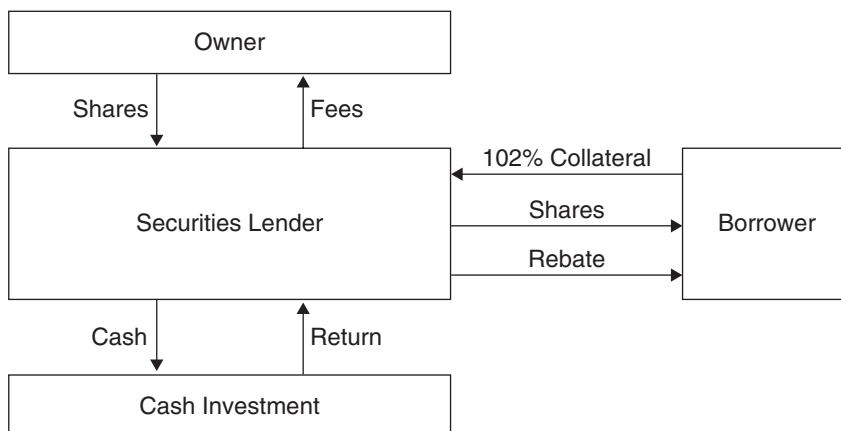 Owner
Shares
Fees
102% Collateral
Securities Lender
Shares
Borrower
Rebate
Cash
Return
Cash Investment